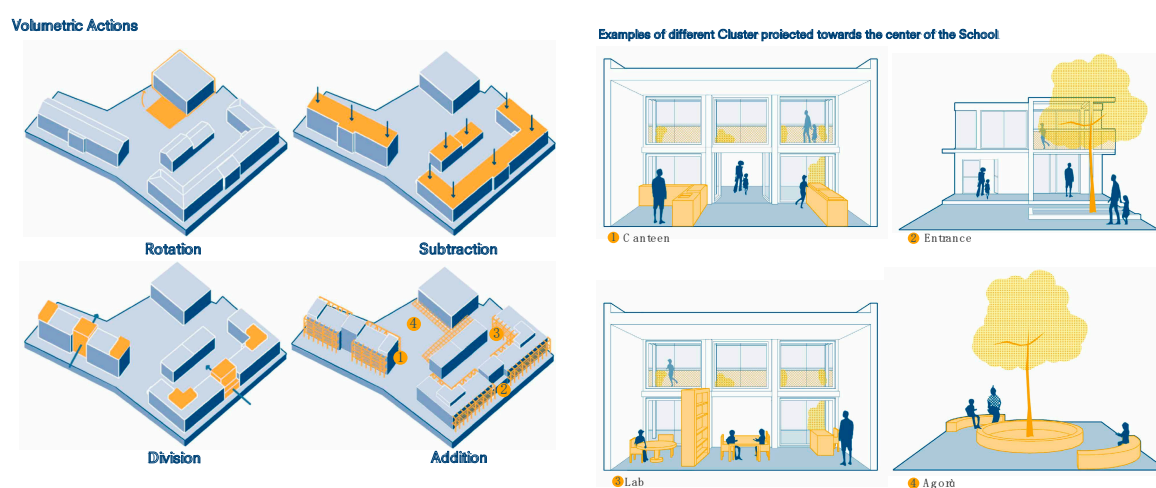 Volumetric Actions
Examples of different Cluster projected towards the center of the School
Rotation
Subtraction
4
3
1
2
Division
Addition
1 Canteen
2 Entrance
3 Lab
4 Agorà